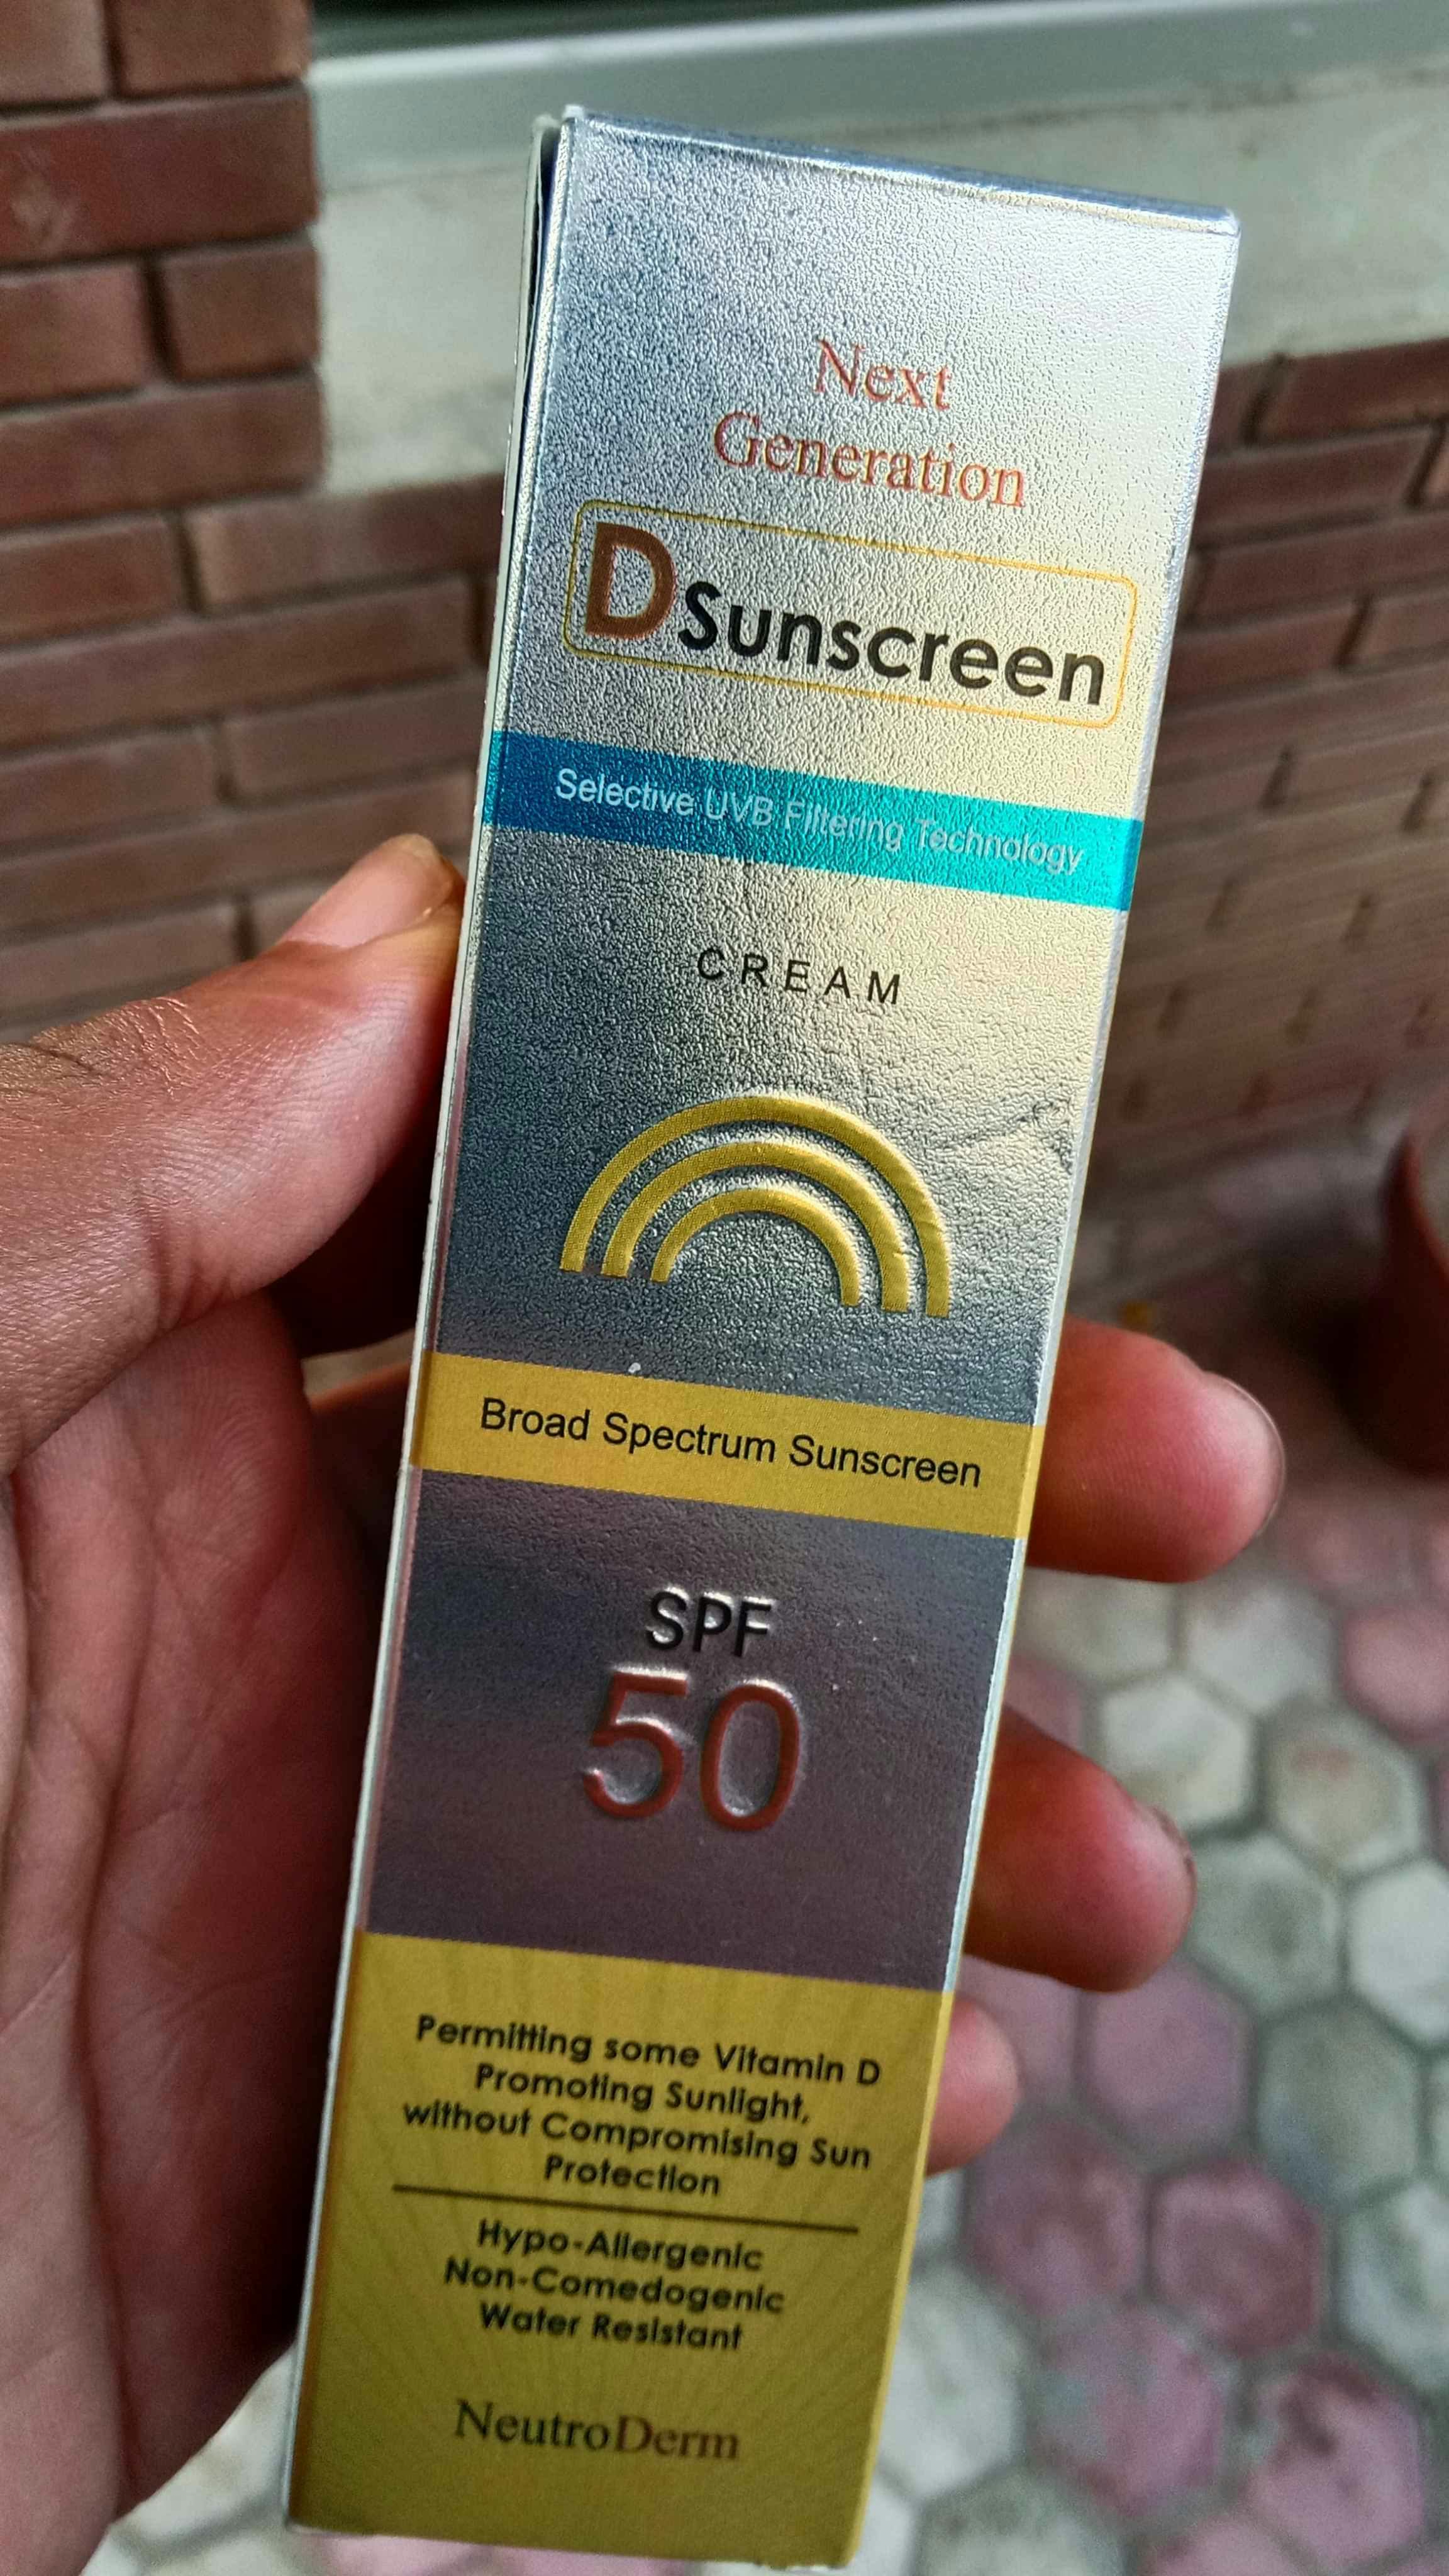 Next
Generation
D Sunscreen
Selective UVB Filtering Technology
CREAM
Broad Spectrum Sunscreen
SPF
50
Permitting some Vitamin D
Promoting Sunlight,
without Compromising Sun
Protection
Hypo-Allergenic
Non-Comedogenic
Water Resistant
NeutroDerm